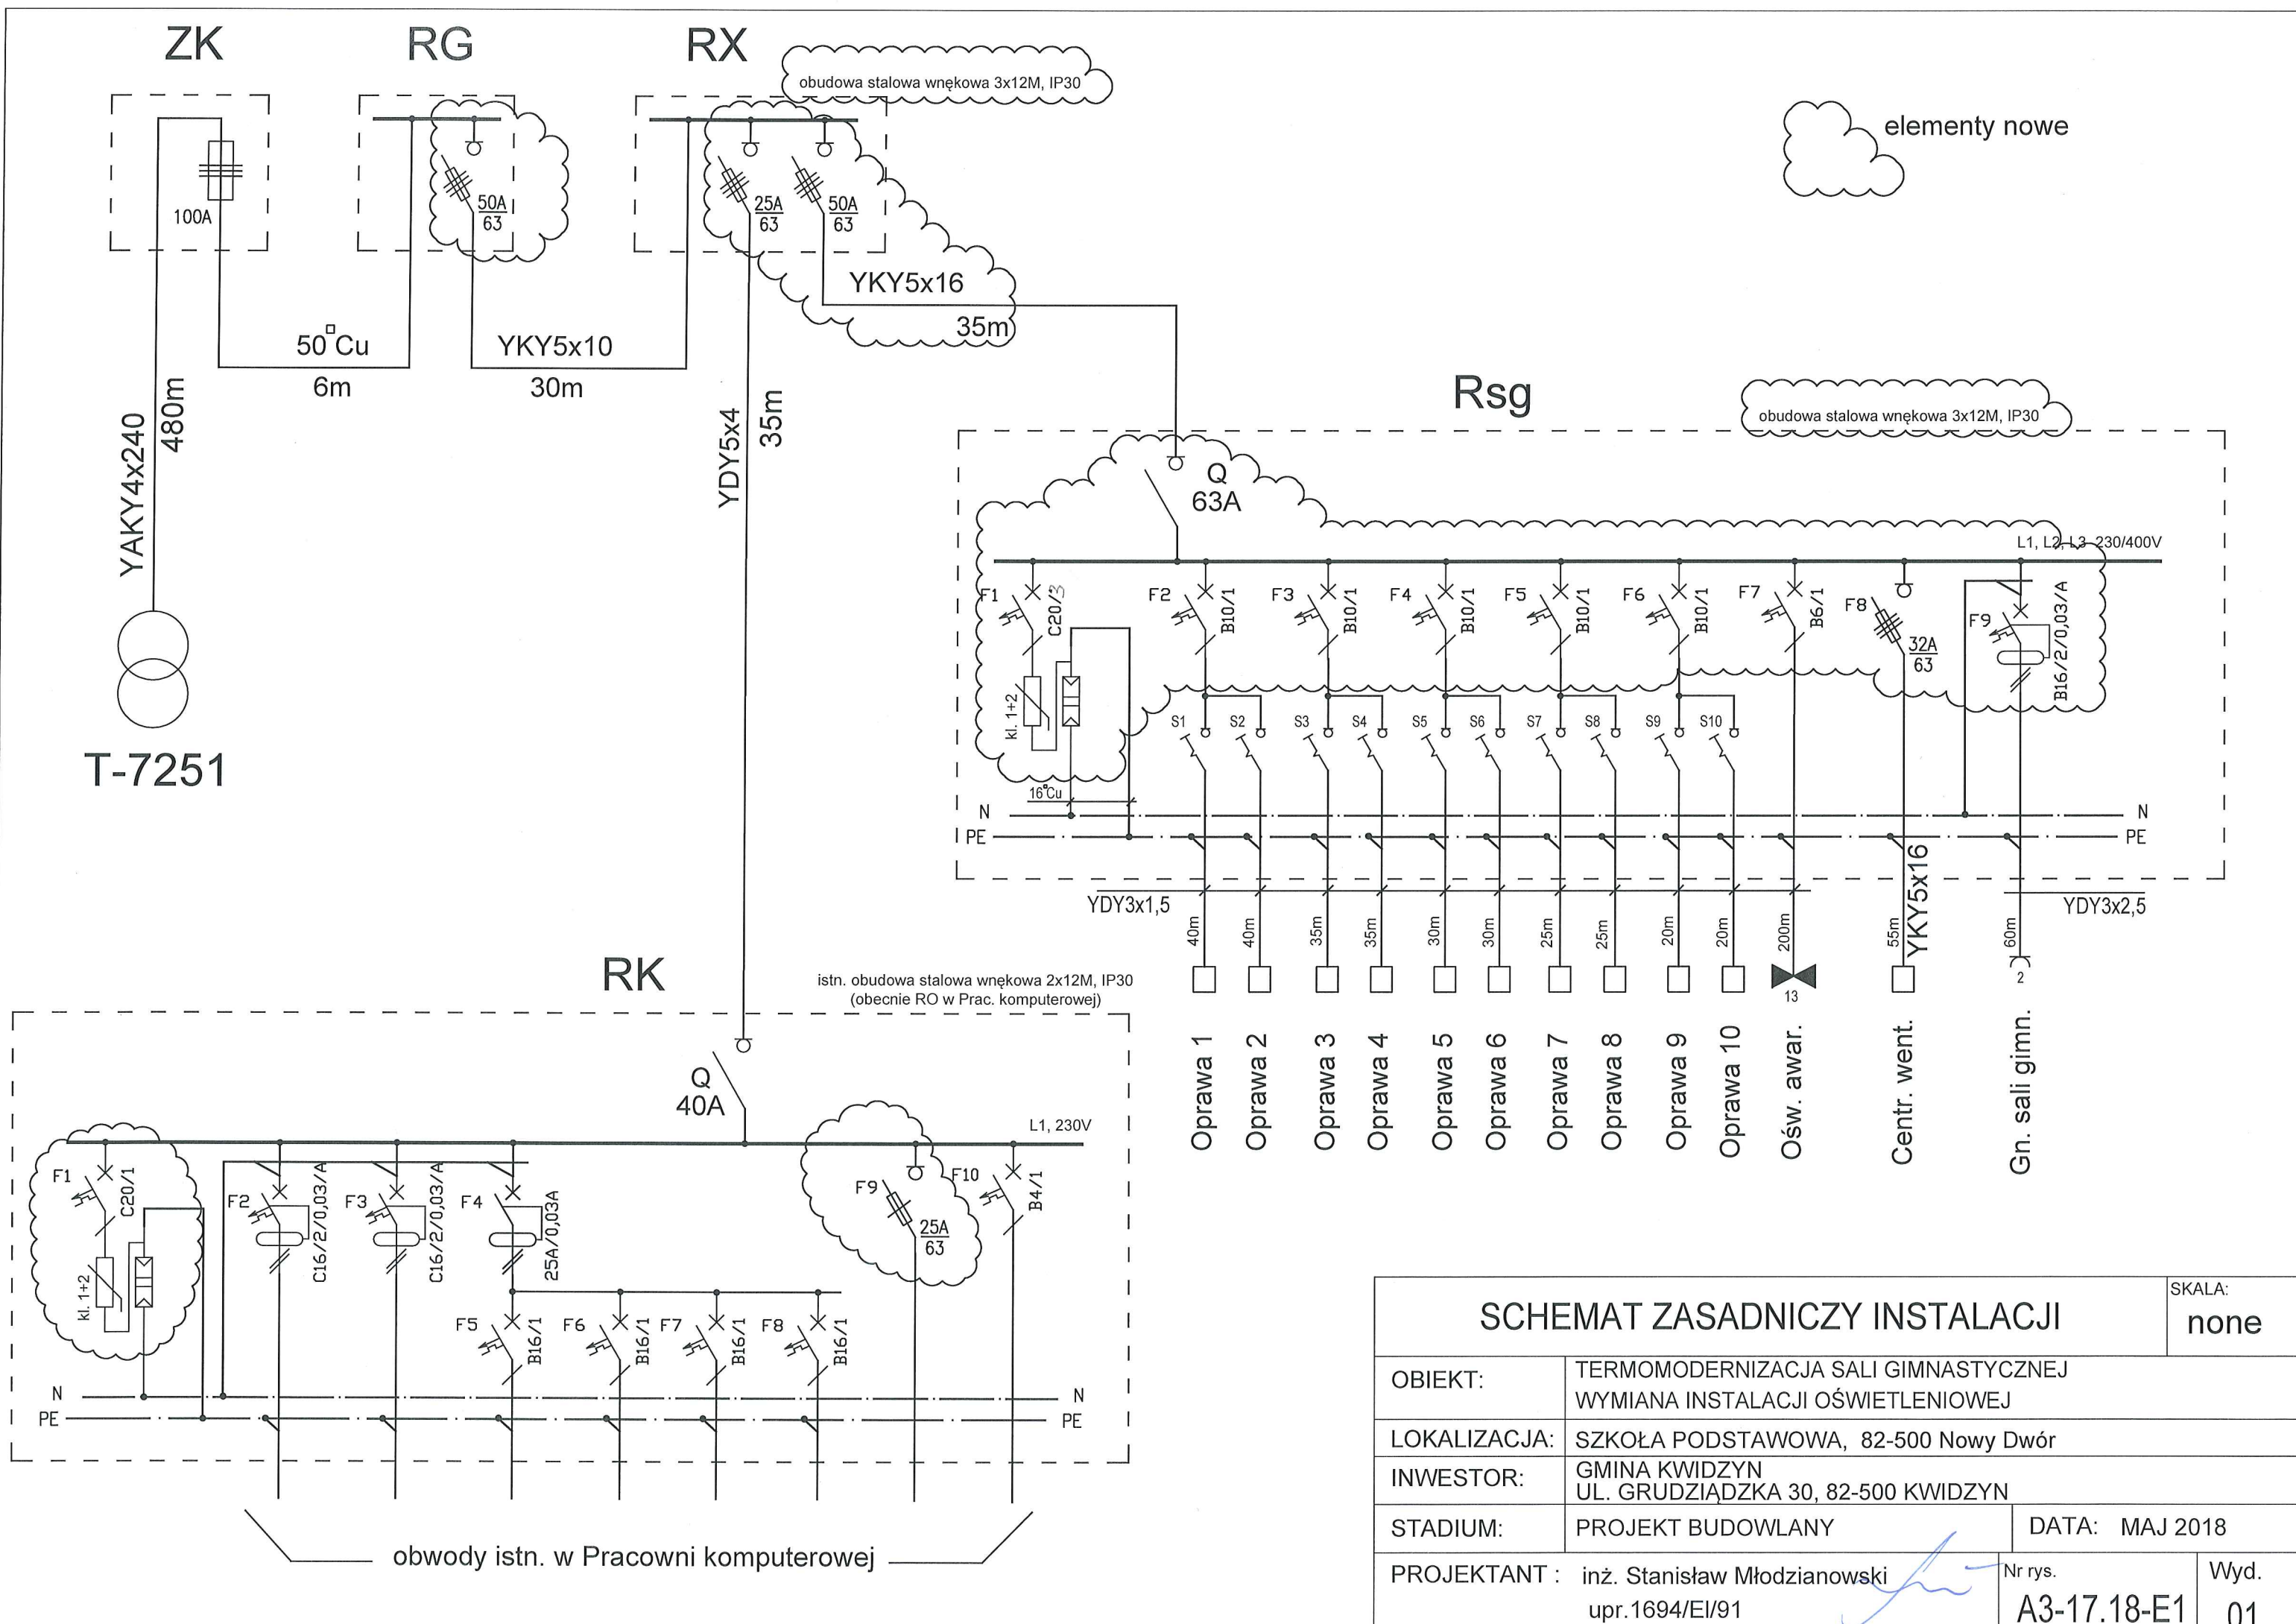 ZK
RG
RX
obudowa stalowa wnękowa 3x12M, IP30
elementy nowe
100A
50A
63
25A
63
50A
63
YKY5x16
35m
50□Cu
6m
YKY5x10
30m
YAKY4x240
480m
YDY5x4
35m
T-7251
Rsg
obudowa stalowa wnękowa 3x12M, IP30
Q
63A
L1, L2, L3 230/400V
F1
C20/3
F2
B10/1
F3
B10/1
F4
B10/1
F5
B10/1
F6
B10/1
F7
B6/1
F8
32A
63
F9
B16/2/0,03/A
kl. 1+2
S1
S2
S3
S4
S5
S6
S7
S8
S9
S10
16□Cu
N
N
PE
PE
YDY3x1,5
YKY5x16
YDY3x2,5
40m
40m
35m
35m
30m
30m
25m
25m
20m
20m
200m
55m
60m
13
2
Oprawa 1
Oprawa 2
Oprawa 3
Oprawa 4
Oprawa 5
Oprawa 6
Oprawa 7
Oprawa 8
Oprawa 9
Oprawa 10
Ośw. awar.
Centr. went.
Gn. sali gimn.
RK
istn. obudowa stalowa wnękowa 2x12M, IP30
(obecnie RO w Prac. komputerowej)
Q
40A
L1, 230V
F1
C20/1
F2
C16/2/0,03/A
F3
C16/2/0,03/A
F4
25A/0,03A
F9
25A
63
F10
B4/1
kl. 1+2
F5
B16/1
F6
B16/1
F7
B16/1
F8
B16/1
N
N
PE
PE
obwody istn. w Pracowni komputerowej
SCHEMAT ZASADNICZY INSTALACJI
SKALA:
none
OBIEKT:
TERMOMODERNIZACJA SALI GIMNASTYCZNEJ
WYMIANA INSTALACJI OŚWIETLENIOWEJ
LOKALIZACJA:
SZKOŁA PODSTAWOWA, 82-500 Nowy Dwór
INWESTOR:
GMINA KWIDZYN
UL. GRUDZIĄDZKA 30, 82-500 KWIDZYN
STADIUM:
PROJEKT BUDOWLANY
DATA: MAJ 2018
PROJEKTANT :
inż. Stanisław Młodzianowski
upr.1694/El/91
Nr rys.
A3-17.18-E1
Wyd.
01